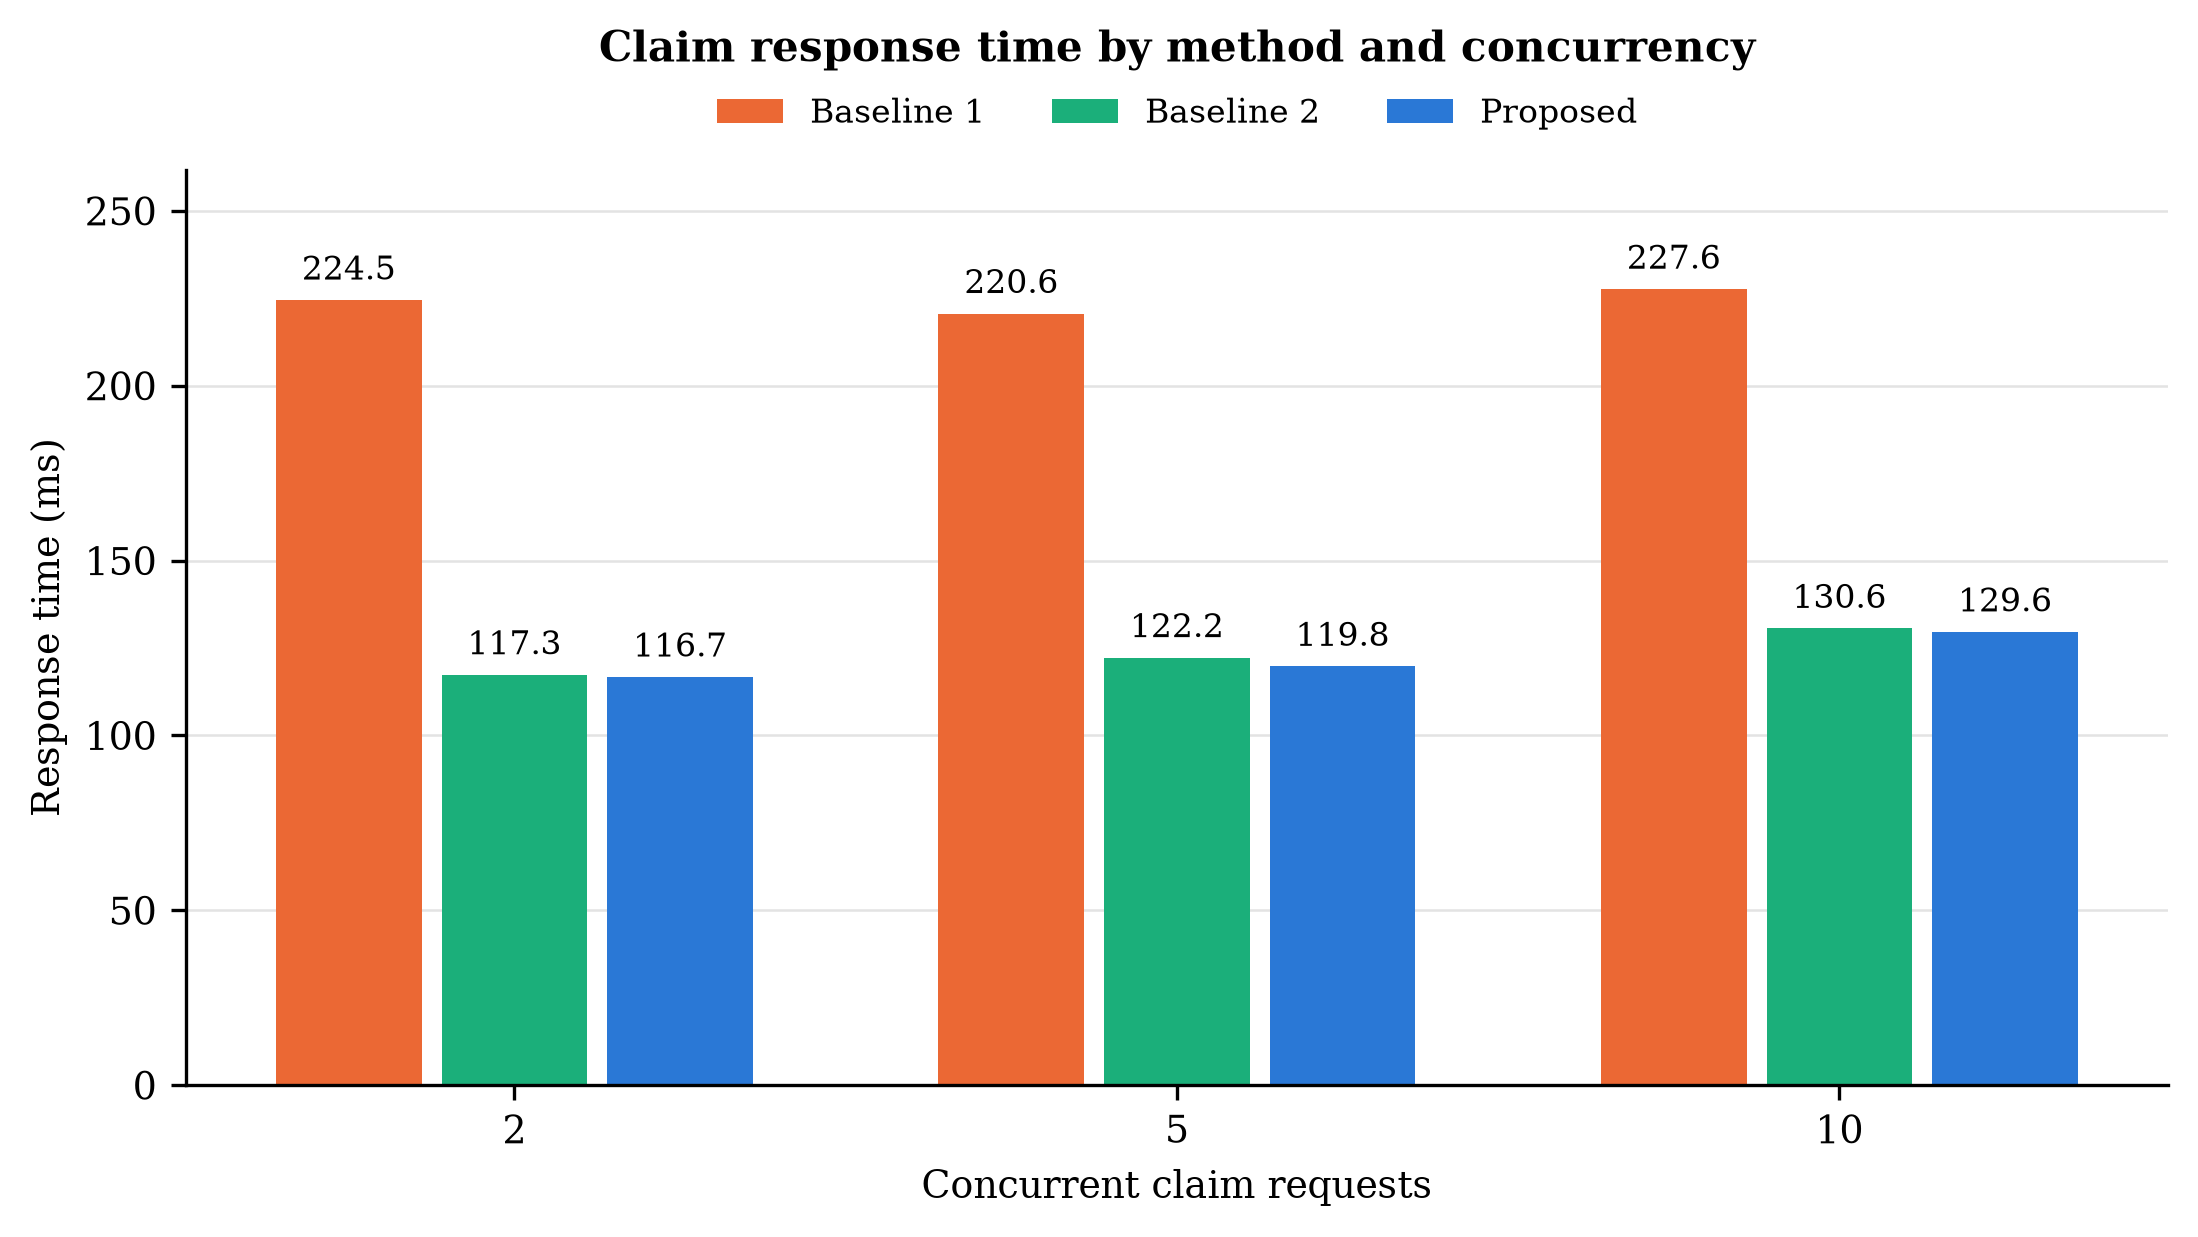 Claim response time by method and concurrency
Baseline 1 Baseline 2 Proposed
Response time (ms)
250
200
150
100
50
0
224.5 117.3 116.7
220.6 122.2 119.8
227.6 130.6 129.6
2 5 10
Concurrent claim requests